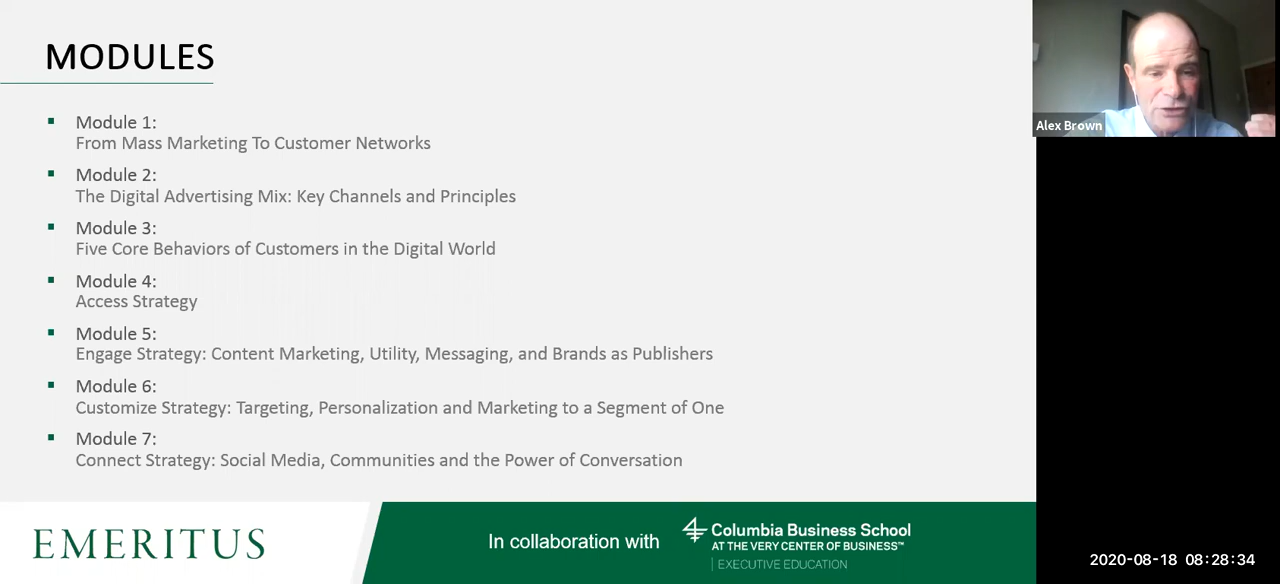 MODULES
Module 1:
From Mass Marketing To Customer Networks
Module 2:
The Digital Advertising Mix: Key Channels and Principles
Module 3:
Five Core Behaviors of Customers in the Digital World
Module 4:
Access Strategy
Module 5:
Engage Strategy: Content Marketing, Utility, Messaging, and Brands as Publishers
Module 6:
Customize Strategy: Targeting, Personalization and Marketing to a Segment of One
Module 7:
Connect Strategy: Social Media, Communities and the Power of Conversation
EMERITUS
In collaboration with
Columbia Business School
AT THE VERY CENTER OF BUSINESS™
EXECUTIVE EDUCATION
Alex Brown
2020-08-18 08:28:34